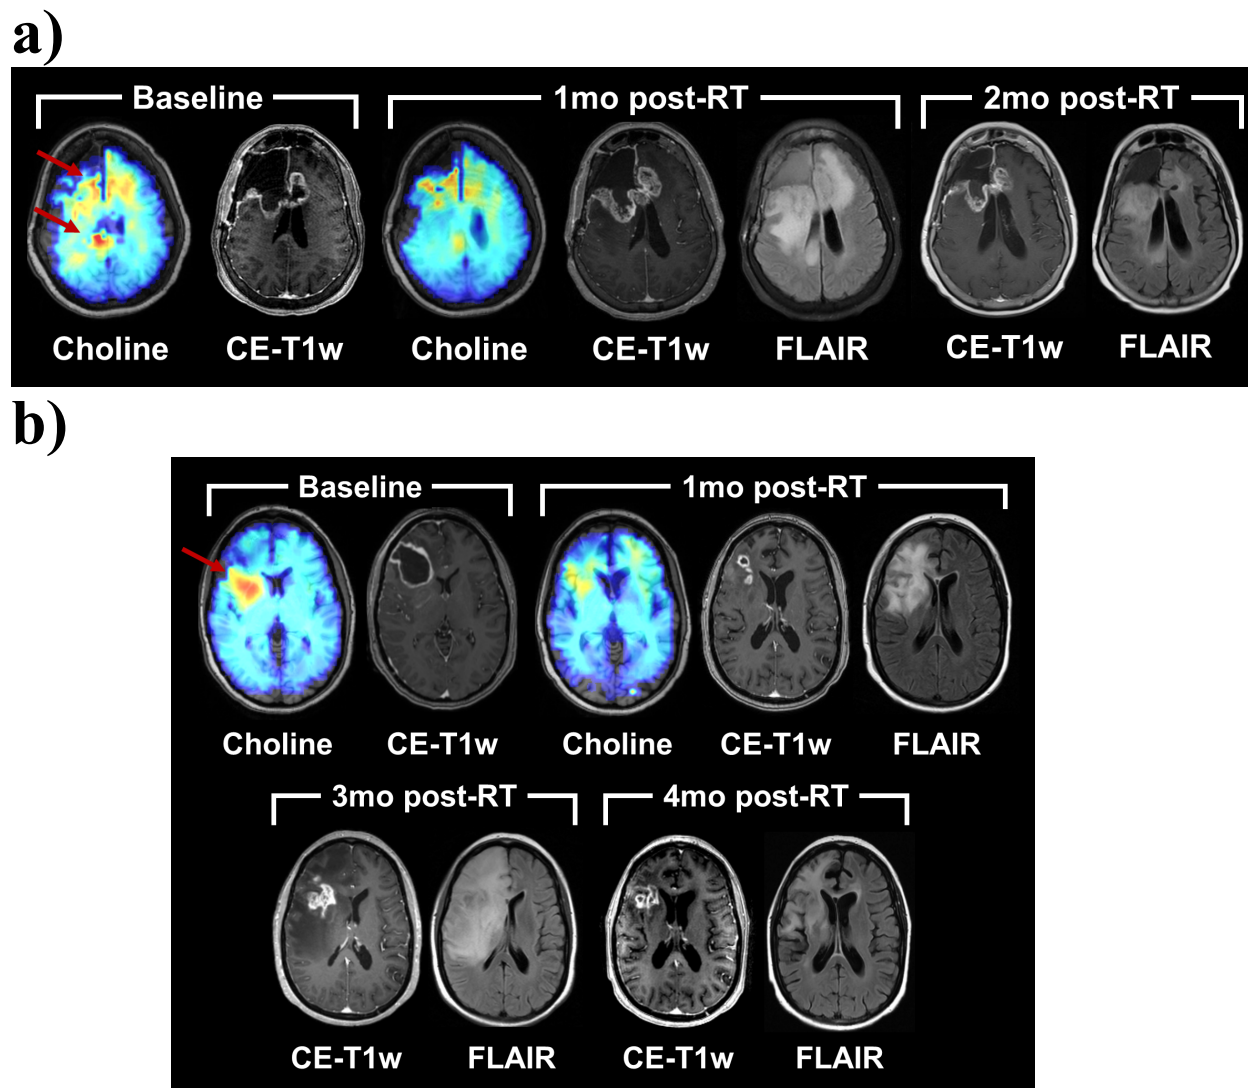 a)
Baseline 1mo post-RT 2mo post-RT
Choline CE-T1w Choline CE-T1w FLAIR CE-T1w FLAIR
b)
Baseline 1mo post-RT
Choline CE-T1w Choline CE-T1w FLAIR
3mo post-RT 4mo post-RT
CE-T1w FLAIR CE-T1w FLAIR